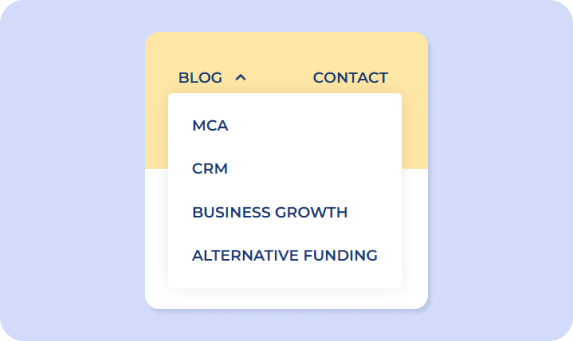 BLOG CONTACT
MCA
CRM
BUSINESS GROWTH
ALTERNATIVE FUNDING